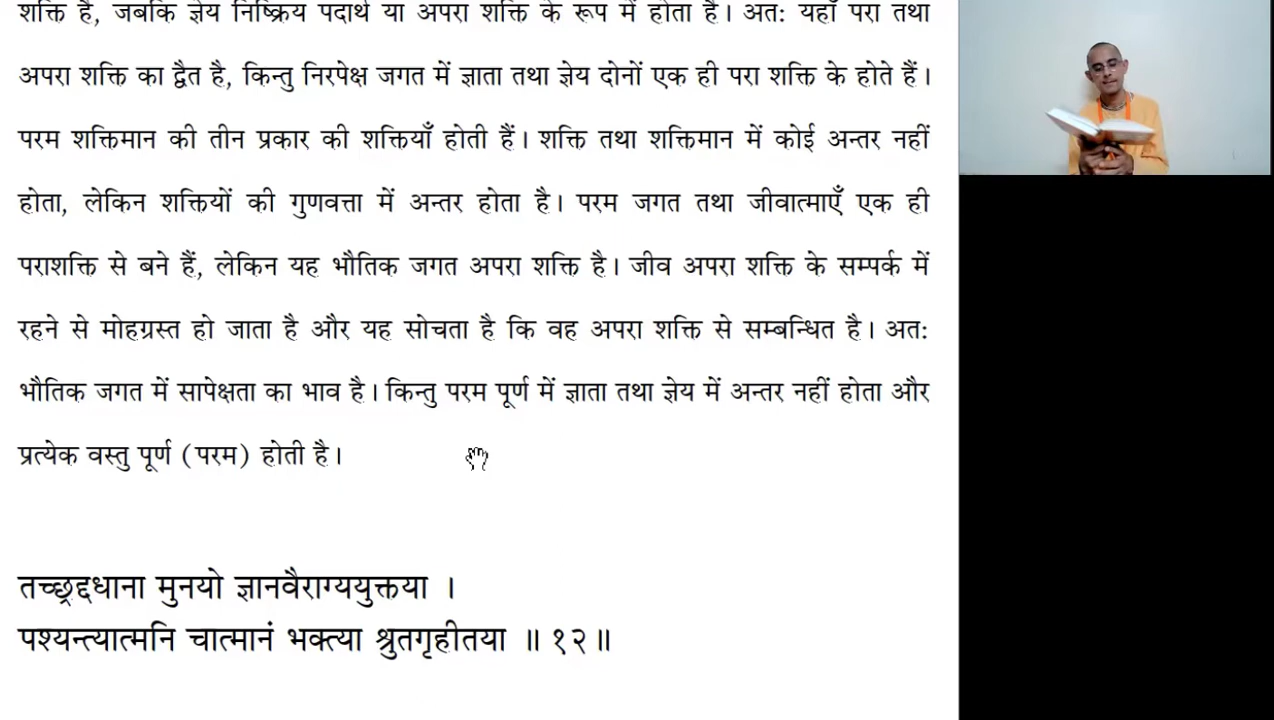 शक्ति है, जबकि ज्ञेय निष्क्रिय पदार्थ या अपरा शक्ति के रूप में होता है। अत: यहाँ परा तथा
अपरा शक्ति का द्वैत है, किन्तु निरपेक्ष जगत में ज्ञाता तथा ज्ञेय दोनों एक ही परा शक्ति के होते हैं।
परम शक्तिमान की तीन प्रकार की शक्तियाँ होती हैं। शक्ति तथा शक्तिमान में कोई अन्तर नहीं
होता, लेकिन शक्तियों की गुणवत्ता में अन्तर होता है। परम जगत तथा जीवात्माएँ एक ही
पराशक्ति से बने हैं, लेकिन यह भौतिक जगत अपरा शक्ति है। जीव अपरा शक्ति के सम्पर्क में
रहने से मोहग्रस्त हो जाता है और यह सोचता है कि वह अपरा शक्ति से सम्बन्धित है। अत:
भौतिक जगत में सापेक्षता का भाव है। किन्तु परम पूर्ण में ज्ञाता तथा ज्ञेय में अन्तर नहीं होता और
प्रत्येक वस्तु पूर्ण (परम) होती है।
तच्छ्रद्दधाना मुनयो ज्ञानवैराग्ययुक्तया ।
पश्यन्त्यात्मनि चात्मानं भक्त्या श्रुतगृहीतया ॥ १२॥